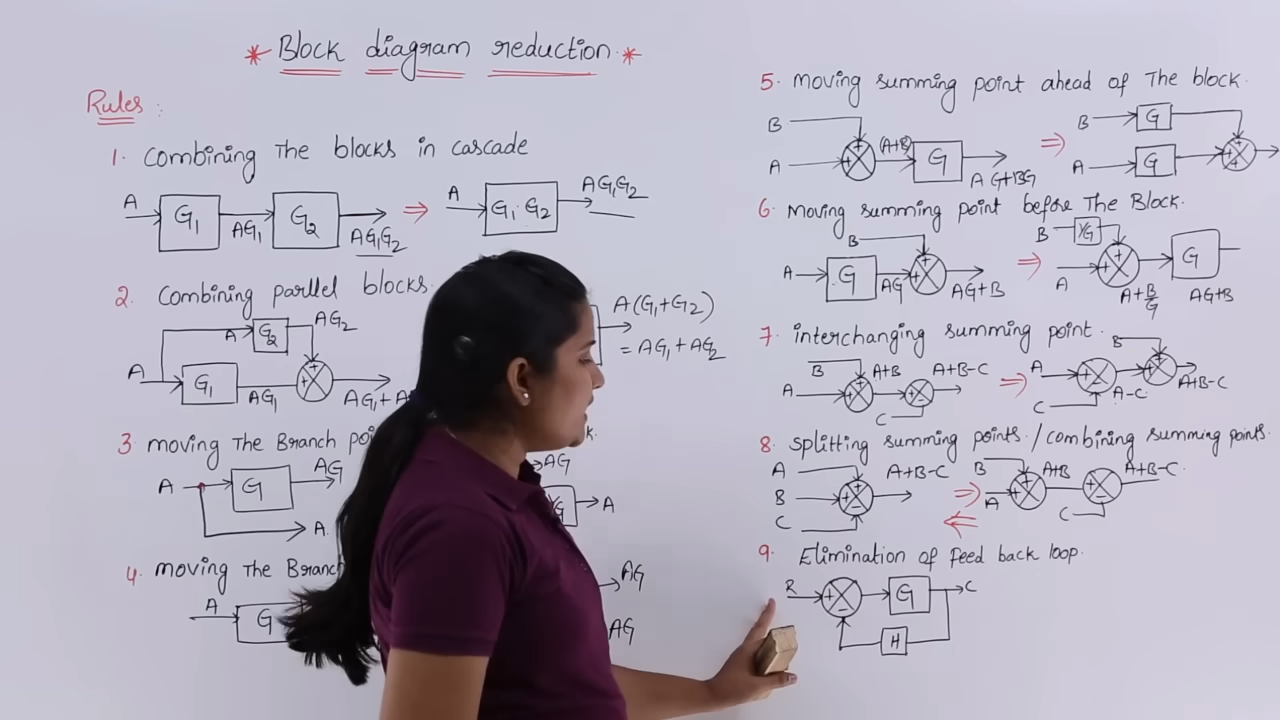 * Block diagram reduction *
Rules :
1. Combining The blocks in cascade
A G1 AG1 G2 AG1G2 ⇒ A G1·G2 AG1G2
2. Combining parllel blocks.
A G2 AG2
A G1 AG1 + + AG1+A
A(G1+G2)
= AG1+AG2
3 moving The Branch k.
A G AG
A
AG
A
4. moving The Branch
A G
AG
AG
5. moving summing point ahead of The block.
B A + + (A+B) G AG+BG ⇒ B G A G + +
6. Moving summing point before The Block.
A G AG B + + AG+B ⇒ B 1/G A + + A+B/G G AG+B
7. interchanging summing point.
A B + + A+B C + - A+B-C ⇒ A C + - A-C B + + A+B-C
8. splitting summing points / combining summing points.
A B C + + - A+B-C ⇒ ⇐ B A + + A+B C - A+B-C
9. Elimination of feed back loop.
R + - G C
H